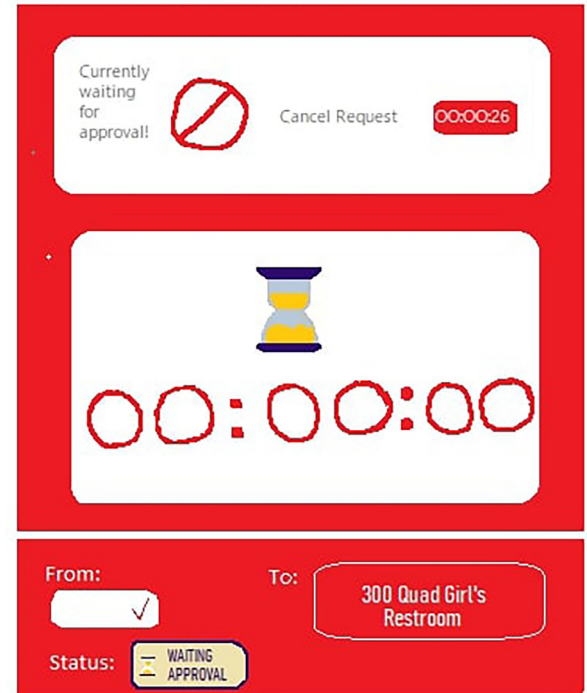 Currently
waiting
for
approval!
Cancel Request
00:00:26
00:00:00
From:
To:
300 Quad Girl's
Restroom
Status:
WAITING
APPROVAL